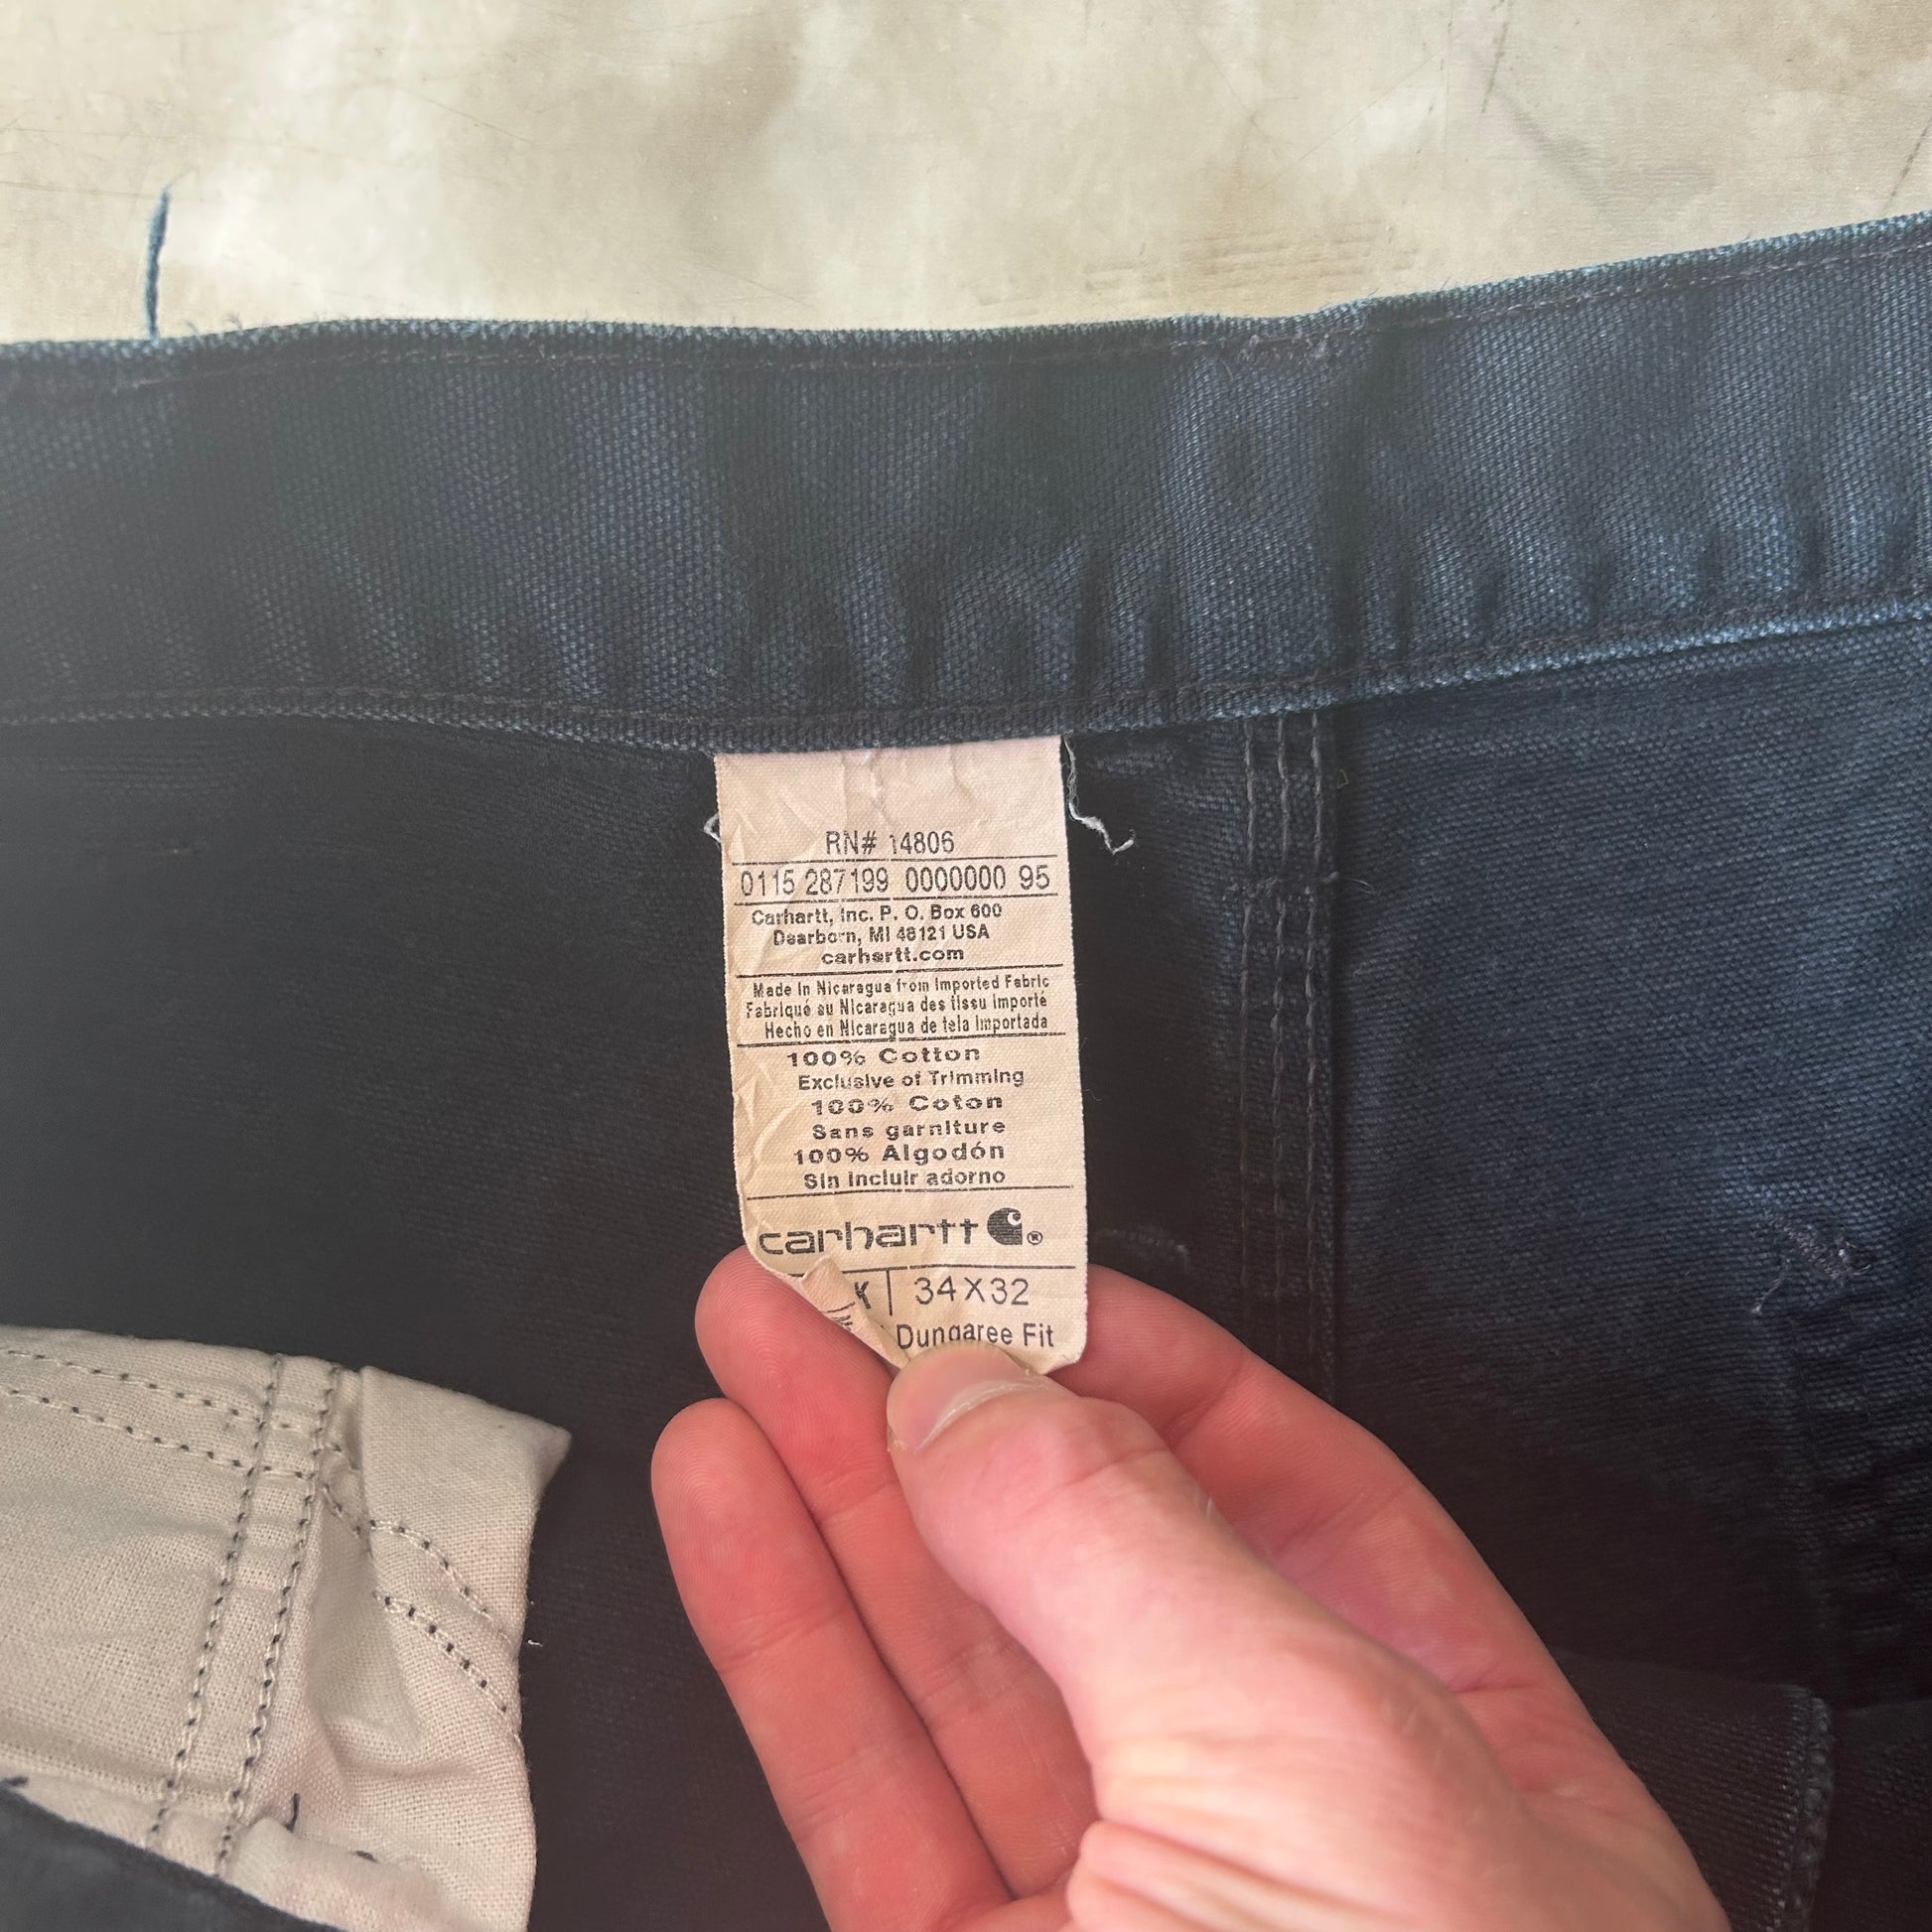 RN# 14806
0115 287199 0000000 95
Carhartt, Inc. P. O. Box 600
Dearborn, MI 48121 USA
carhartt.com
Made In Nicaragua from Imported Fabric
Fabriqué au Nicaragua des tissu Importé
Hecho en Nicaragua de tela Importada
100% Cotton
Exclusive of Trimming
100% Coton
Sans garniture
100% Algodón
Sin incluir adorno
carhartt ®
34X32
Dungaree Fit